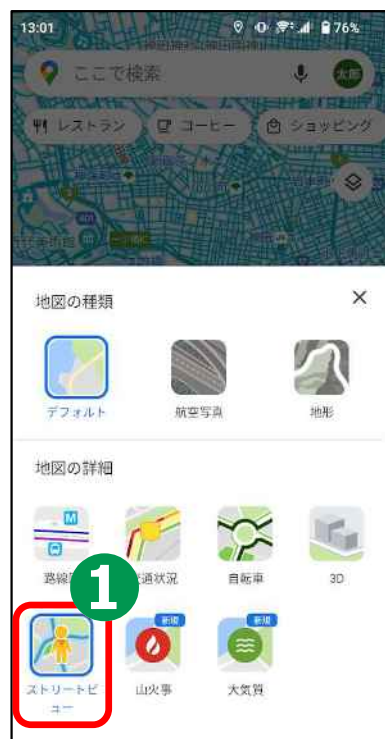 13:01 76%
ここで検索 太郎
レストラン コーヒー ショッピング
地図の種類
デフォルト 航空写真 地形
地図の詳細
M
路線 通状況 自転車 3D
1
新規 新規
ストリートビ
ュー
山火事 大気質